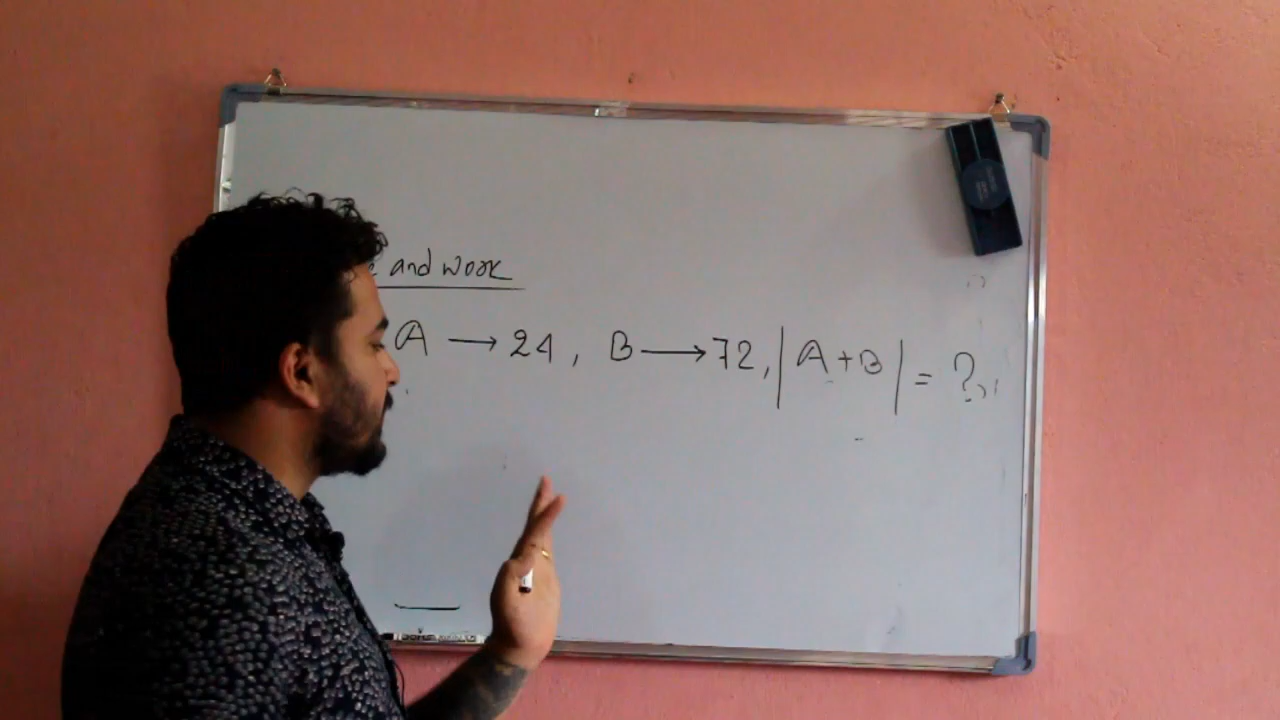 e and work
A → 24, B → 72, | A + B | = ?